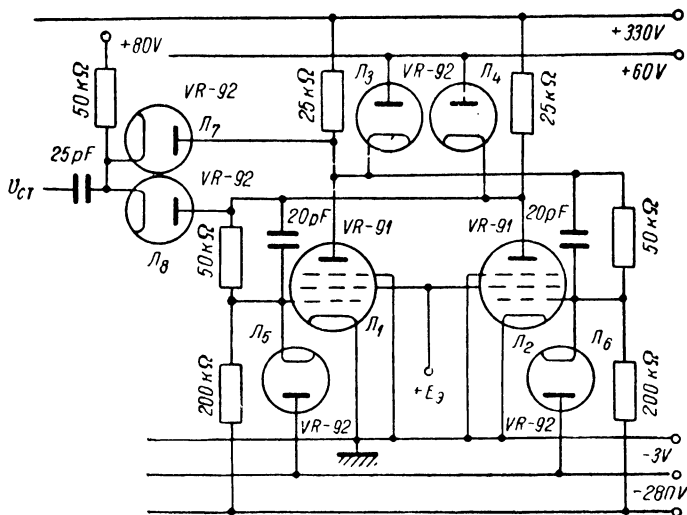 +330V
+80V
+60V
50кΩ
VR-92
Л7
25кΩ
Л3
VR-92
Л4
25кΩ
25pF
υст
VR-92
Л8
50кΩ
20pF
VR-91
VR-91
20pF
50кΩ
Л5
Л1
Л2
Л6
200кΩ
VR-92
+Eэ
VR-92
200кΩ
-3V
-280V